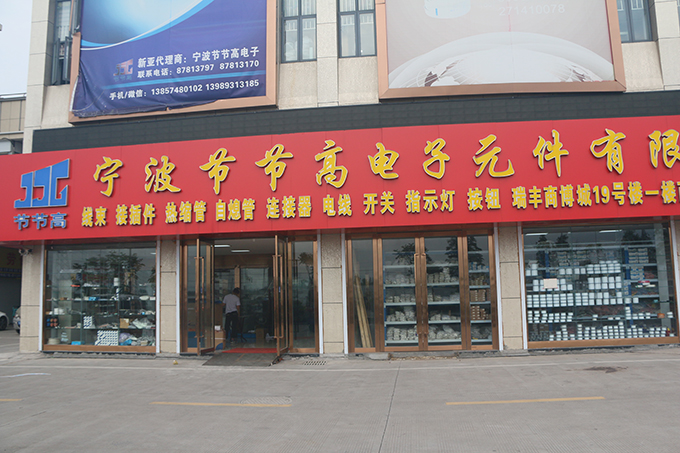 新亚代理商：宁波节节高电子
联系电话：87813797 87813170
手机/微信：13857480102 13989313185
宁波节节高电子元件有限
节节高
线束 接插件 热缩管 自熄管 连接器 电线 开关 指示灯 按钮 瑞丰商博城19号楼一楼